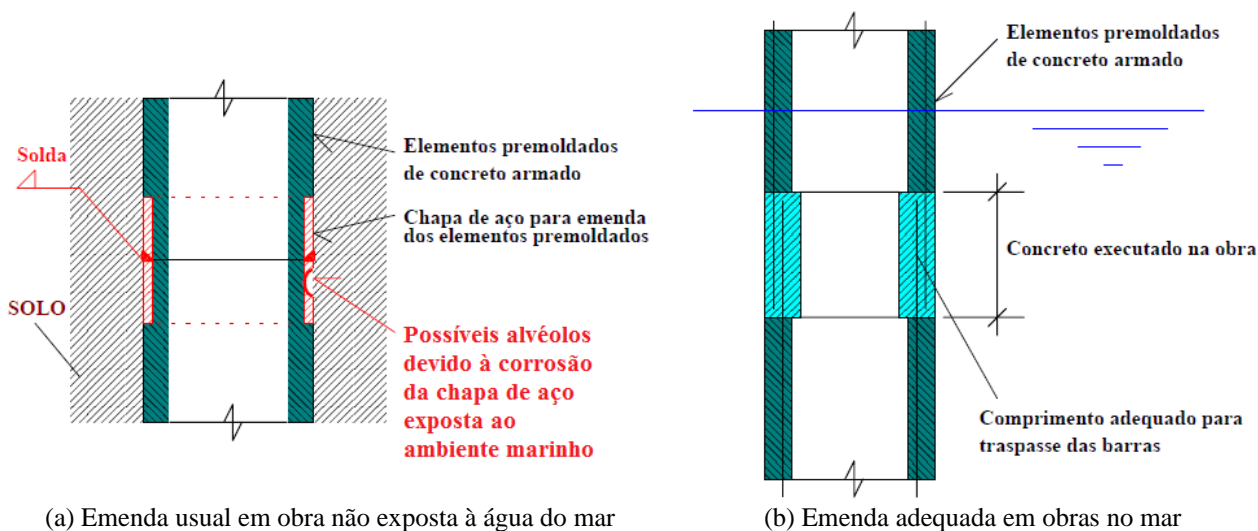 Solda
SOLO
Elementos premoldados
de concreto armado
Chapa de aço para emenda
dos elementos premoldados
Possíveis alvéolos
devido à corrosão
da chapa de aço
exposta ao
ambiente marinho
(a) Emenda usual em obra não exposta à água do mar
Elementos premoldados
de concreto armado
Concreto executado na obra
Comprimento adequado para
traspasse das barras
(b) Emenda adequada em obras no mar